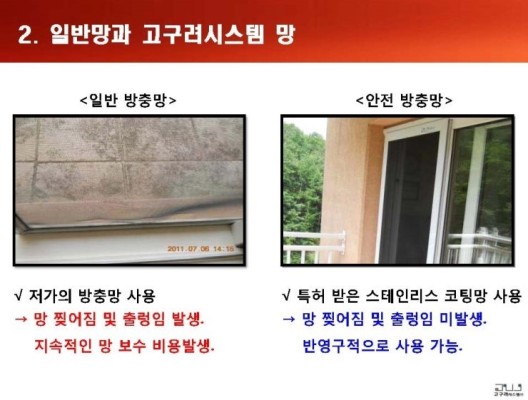 2. 일반망과 고구려시스템 망
<일반 방충망>
<안전 방충망>
2011.07.06 14:15
√ 저가의 방충망 사용
→ 망 찢어짐 및 출렁임 발생.
지속적인 망 보수 비용발생.
√ 특허 받은 스테인리스 코팅망 사용
→ 망 찢어짐 및 출렁임 미발생.
반영구적으로 사용 가능.